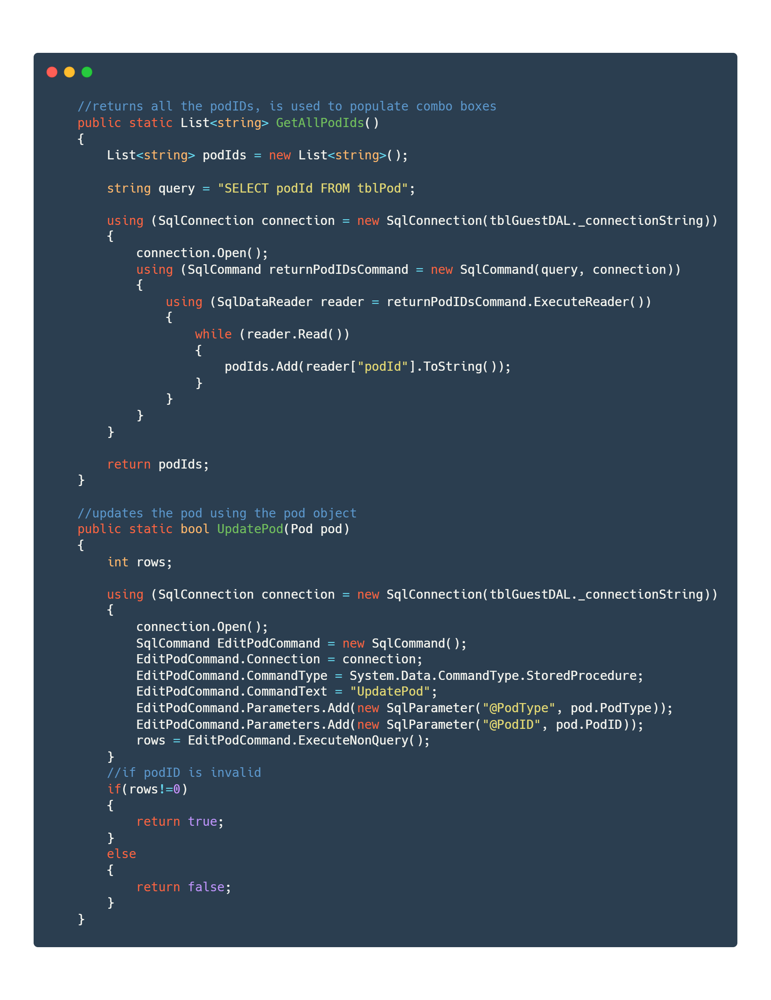 //returns all the podIDs, is used to populate combo boxes
public static List<string> GetAllPodIds()
{
    List<string> podIds = new List<string>();

    string query = "SELECT podId FROM tblPod";

    using (SqlConnection connection = new SqlConnection(tblGuestDAL._connectionString))
    {
        connection.Open();
        using (SqlCommand returnPodIDsCommand = new SqlCommand(query, connection))
        {
            using (SqlDataReader reader = returnPodIDsCommand.ExecuteReader())
            {
                while (reader.Read())
                {
                    podIds.Add(reader["podId"].ToString());
                }
            }
        }
    }

    return podIds;
}

//updates the pod using the pod object
public static bool UpdatePod(Pod pod)
{
    int rows;

    using (SqlConnection connection = new SqlConnection(tblGuestDAL._connectionString))
    {
        connection.Open();
        SqlCommand EditPodCommand = new SqlCommand();
        EditPodCommand.Connection = connection;
        EditPodCommand.CommandType = System.Data.CommandType.StoredProcedure;
        EditPodCommand.CommandText = "UpdatePod";
        EditPodCommand.Parameters.Add(new SqlParameter("@PodType", pod.PodType));
        EditPodCommand.Parameters.Add(new SqlParameter("@PodID", pod.PodID));
        rows = EditPodCommand.ExecuteNonQuery();
    }
    //if podID is invalid
    if(rows!=0)
    {
        return true;
    }
    else
    {
        return false;
    }
}